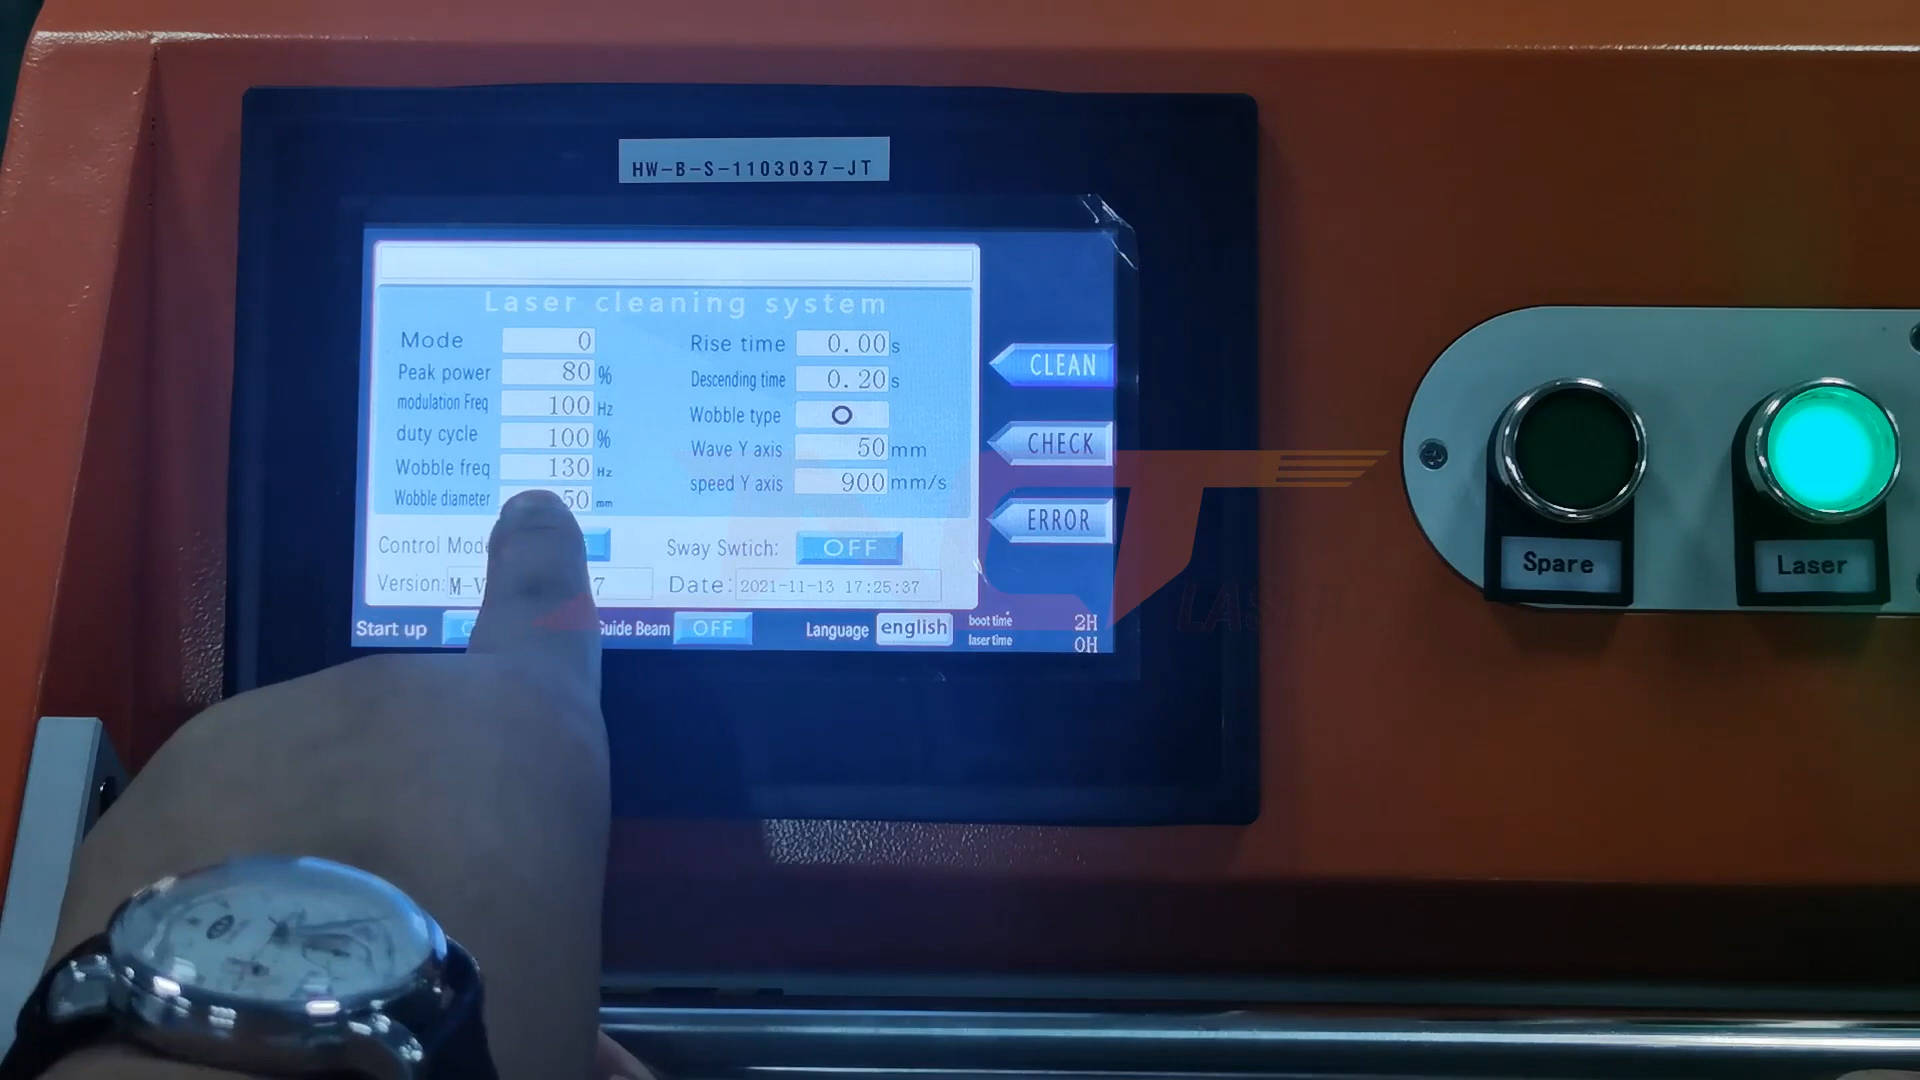 HW-B-S-1103037-JT
Laser cleaning system
Mode 0
Peak power 80 %
modulation Freq 100 Hz
duty cycle 100 %
Wobble freq 130 Hz
Wobble diameter 50 mm
Rise time 0.00 s
Descending time 0.20 s
Wobble type O
Wave Y axis 50 mm
speed Y axis 900 mm/s
Control Mode
Sway Swtich: OFF
Version: M-V 7
Date: 2021-11-13 17:25:37
Start up
Guide Beam OFF
Language english
boot time 2H
laser time 0H
CLEAN
CHECK
ERROR
Spare
Laser